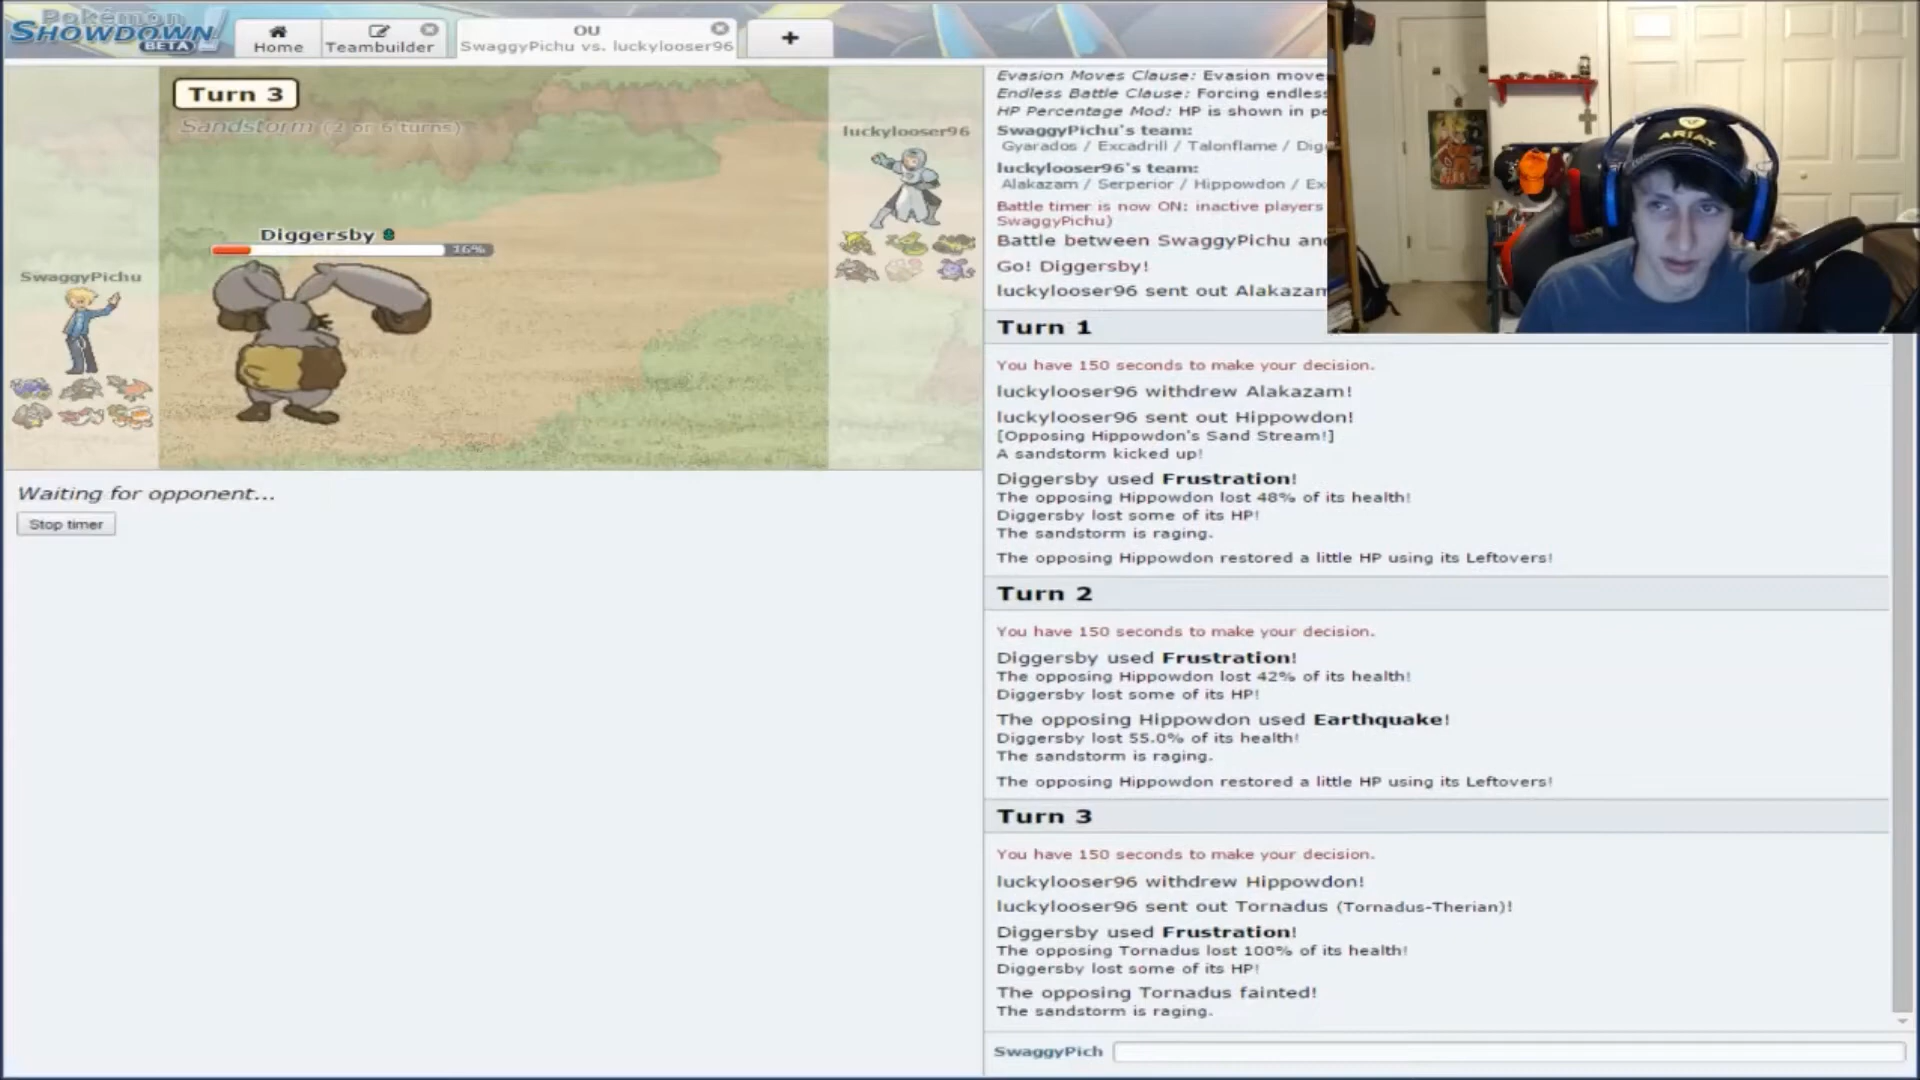 Pokémon
SHOWDOWN
BETA
Home
Teambuilder
OU
SwaggyPichu vs. luckylooser96
+
Turn 3
Sandstorm (2 or 6 turns)
Diggersby
16%
SwaggyPichu
luckylooser96
Waiting for opponent...
Stop timer
Evasion Moves Clause: Evasion move
Endless Battle Clause: Forcing endless
HP Percentage Mod: HP is shown in pe
SwaggyPichu's team:
Gyarados / Excadrill / Talonflame / Dig
luckylooser96's team:
Alakazam / Serperior / Hippowdon / Ex
Battle timer is now ON: inactive players
SwaggyPichu)
Battle between SwaggyPichu and
Go! Diggersby!
luckylooser96 sent out Alakazam
Turn 1
You have 150 seconds to make your decision.
luckylooser96 withdrew Alakazam!
luckylooser96 sent out Hippowdon!
[Opposing Hippowdon's Sand Stream!]
A sandstorm kicked up!
Diggersby used Frustration!
The opposing Hippowdon lost 48% of its health!
Diggersby lost some of its HP!
The sandstorm is raging.
The opposing Hippowdon restored a little HP using its Leftovers!
Turn 2
You have 150 seconds to make your decision.
Diggersby used Frustration!
The opposing Hippowdon lost 42% of its health!
Diggersby lost some of its HP!
The opposing Hippowdon used Earthquake!
Diggersby lost 55.0% of its health!
The sandstorm is raging.
The opposing Hippowdon restored a little HP using its Leftovers!
Turn 3
You have 150 seconds to make your decision.
luckylooser96 withdrew Hippowdon!
luckylooser96 sent out Tornadus (Tornadus-Therian)!
Diggersby used Frustration!
The opposing Tornadus lost 100% of its health!
Diggersby lost some of its HP!
The opposing Tornadus fainted!
The sandstorm is raging.
SwaggyPich
ARIAT